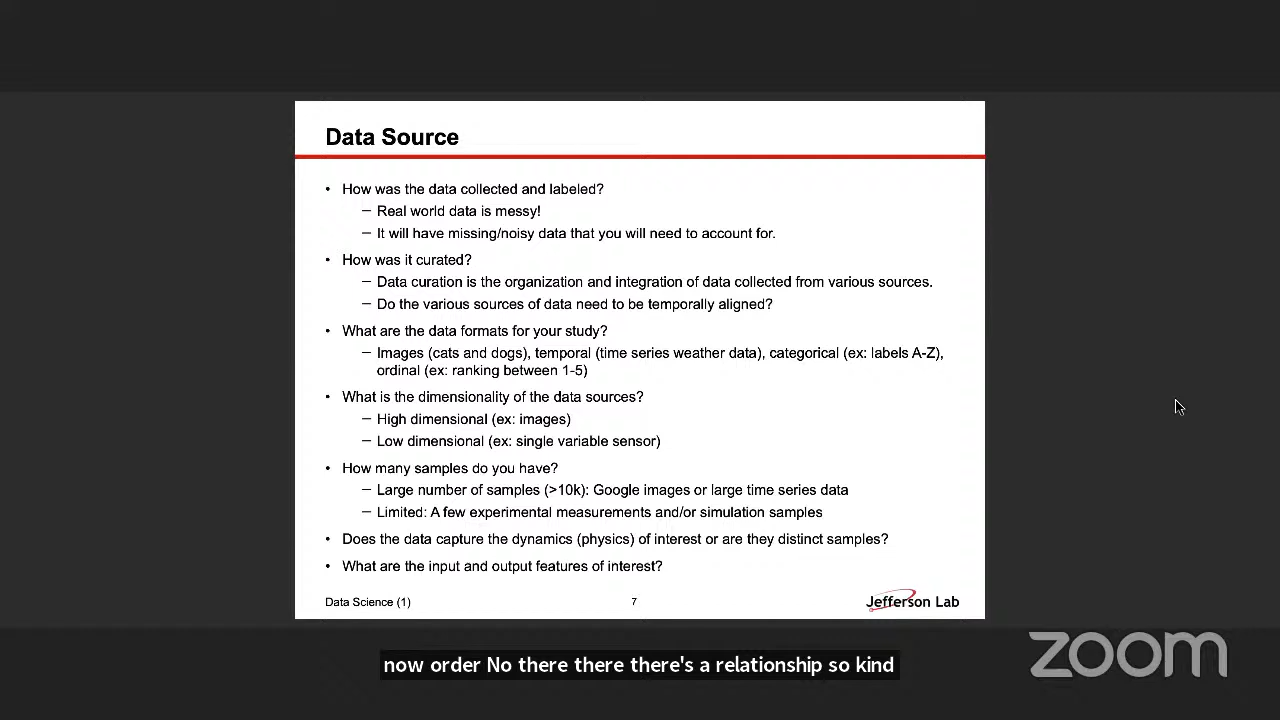 Data Source
• How was the data collected and labeled?
– Real world data is messy!
– It will have missing/noisy data that you will need to account for.
• How was it curated?
– Data curation is the organization and integration of data collected from various sources.
– Do the various sources of data need to be temporally aligned?
• What are the data formats for your study?
– Images (cats and dogs), temporal (time series weather data), categorical (ex: labels A-Z),
ordinal (ex: ranking between 1-5)
• What is the dimensionality of the data sources?
– High dimensional (ex: images)
– Low dimensional (ex: single variable sensor)
• How many samples do you have?
– Large number of samples (>10k): Google images or large time series data
– Limited: A few experimental measurements and/or simulation samples
• Does the data capture the dynamics (physics) of interest or are they distinct samples?
• What are the input and output features of interest?
Data Science (1)
7
Jefferson Lab
now order No there there there's a relationship so kind
zoom